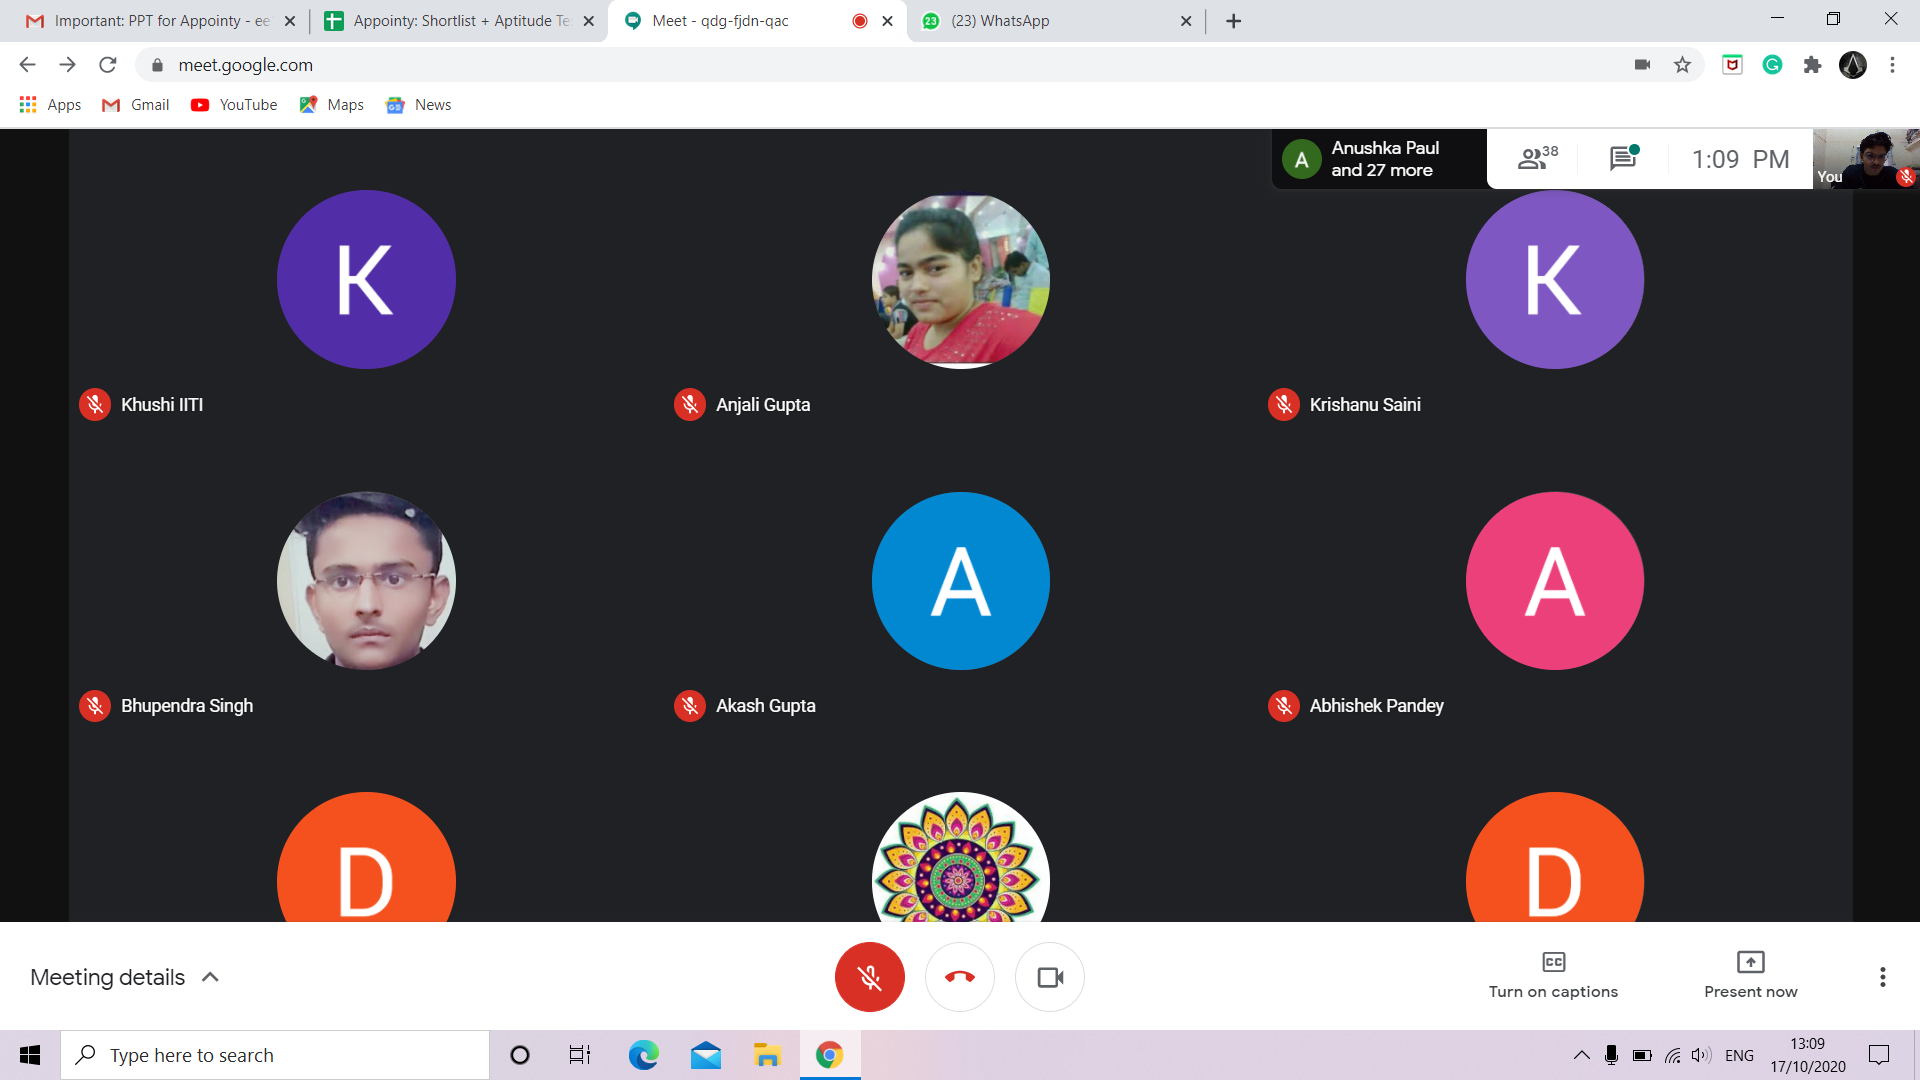 Important: PPT for Appointy - ee
Appointy: Shortlist + Aptitude Te
Meet - qdg-fjdn-qac
23
(23) WhatsApp
meet.google.com
Apps
Gmail
YouTube
Maps
News
A
Anushka Paul
and 27 more
38
1:09 PM
You
K
K
Khushi IITI
Anjali Gupta
Krishanu Saini
A
A
Bhupendra Singh
Akash Gupta
Abhishek Pandey
D
D
Meeting details
CC
Turn on captions
Present now
Type here to search
ENG
13:09
17/10/2020